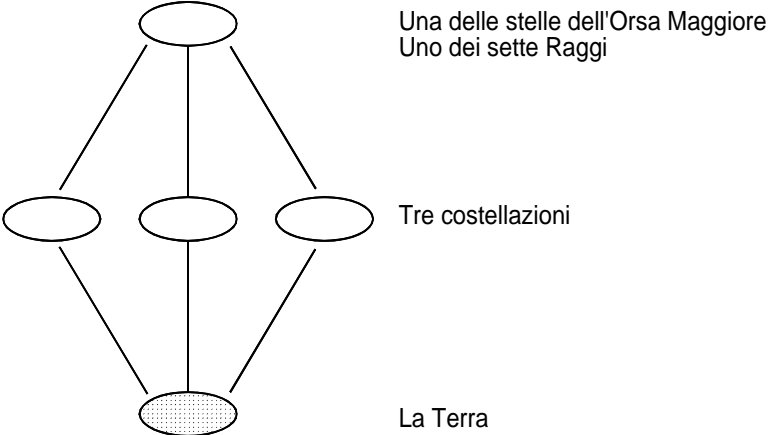 Una delle stelle dell'Orsa Maggiore
Uno dei sette Raggi
Tre costellazioni
La Terra